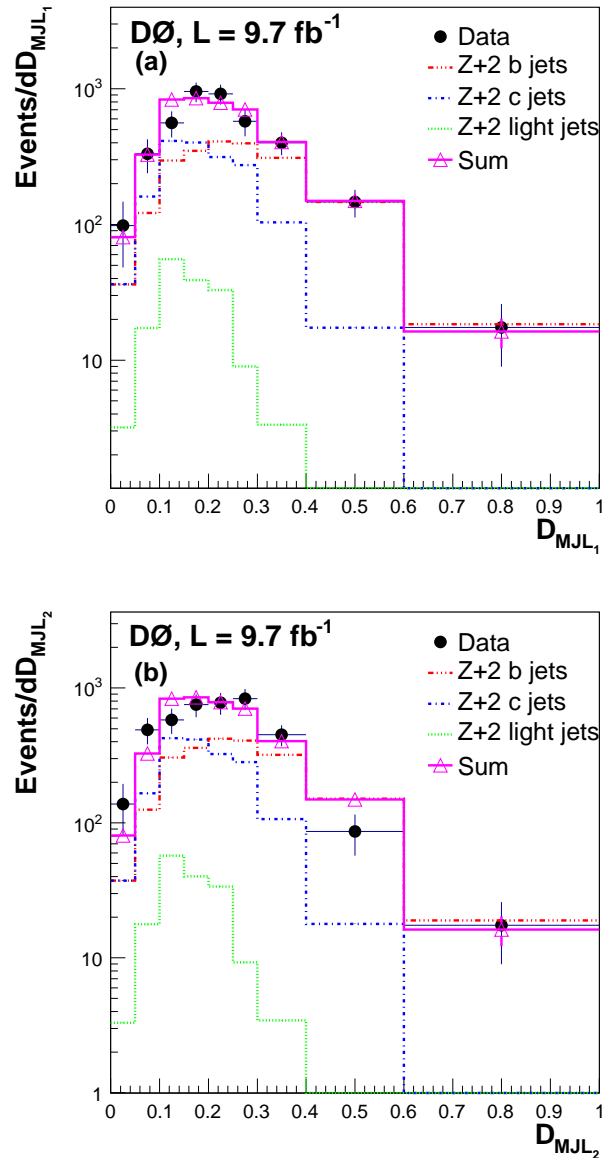 DØ, L = 9.7 fb⁻¹
(a)
Data
Z+2 b jets
Z+2 c jets
Z+2 light jets
Sum
Events/dD_MJL₁
10³
10²
10
0 0.1 0.2 0.3 0.4 0.5 0.6 0.7 0.8 0.9 1
D_MJL₁
DØ, L = 9.7 fb⁻¹
(b)
Data
Z+2 b jets
Z+2 c jets
Z+2 light jets
Sum
Events/dD_MJL₂
10³
10²
10
1
0 0.1 0.2 0.3 0.4 0.5 0.6 0.7 0.8 0.9 1
D_MJL₂